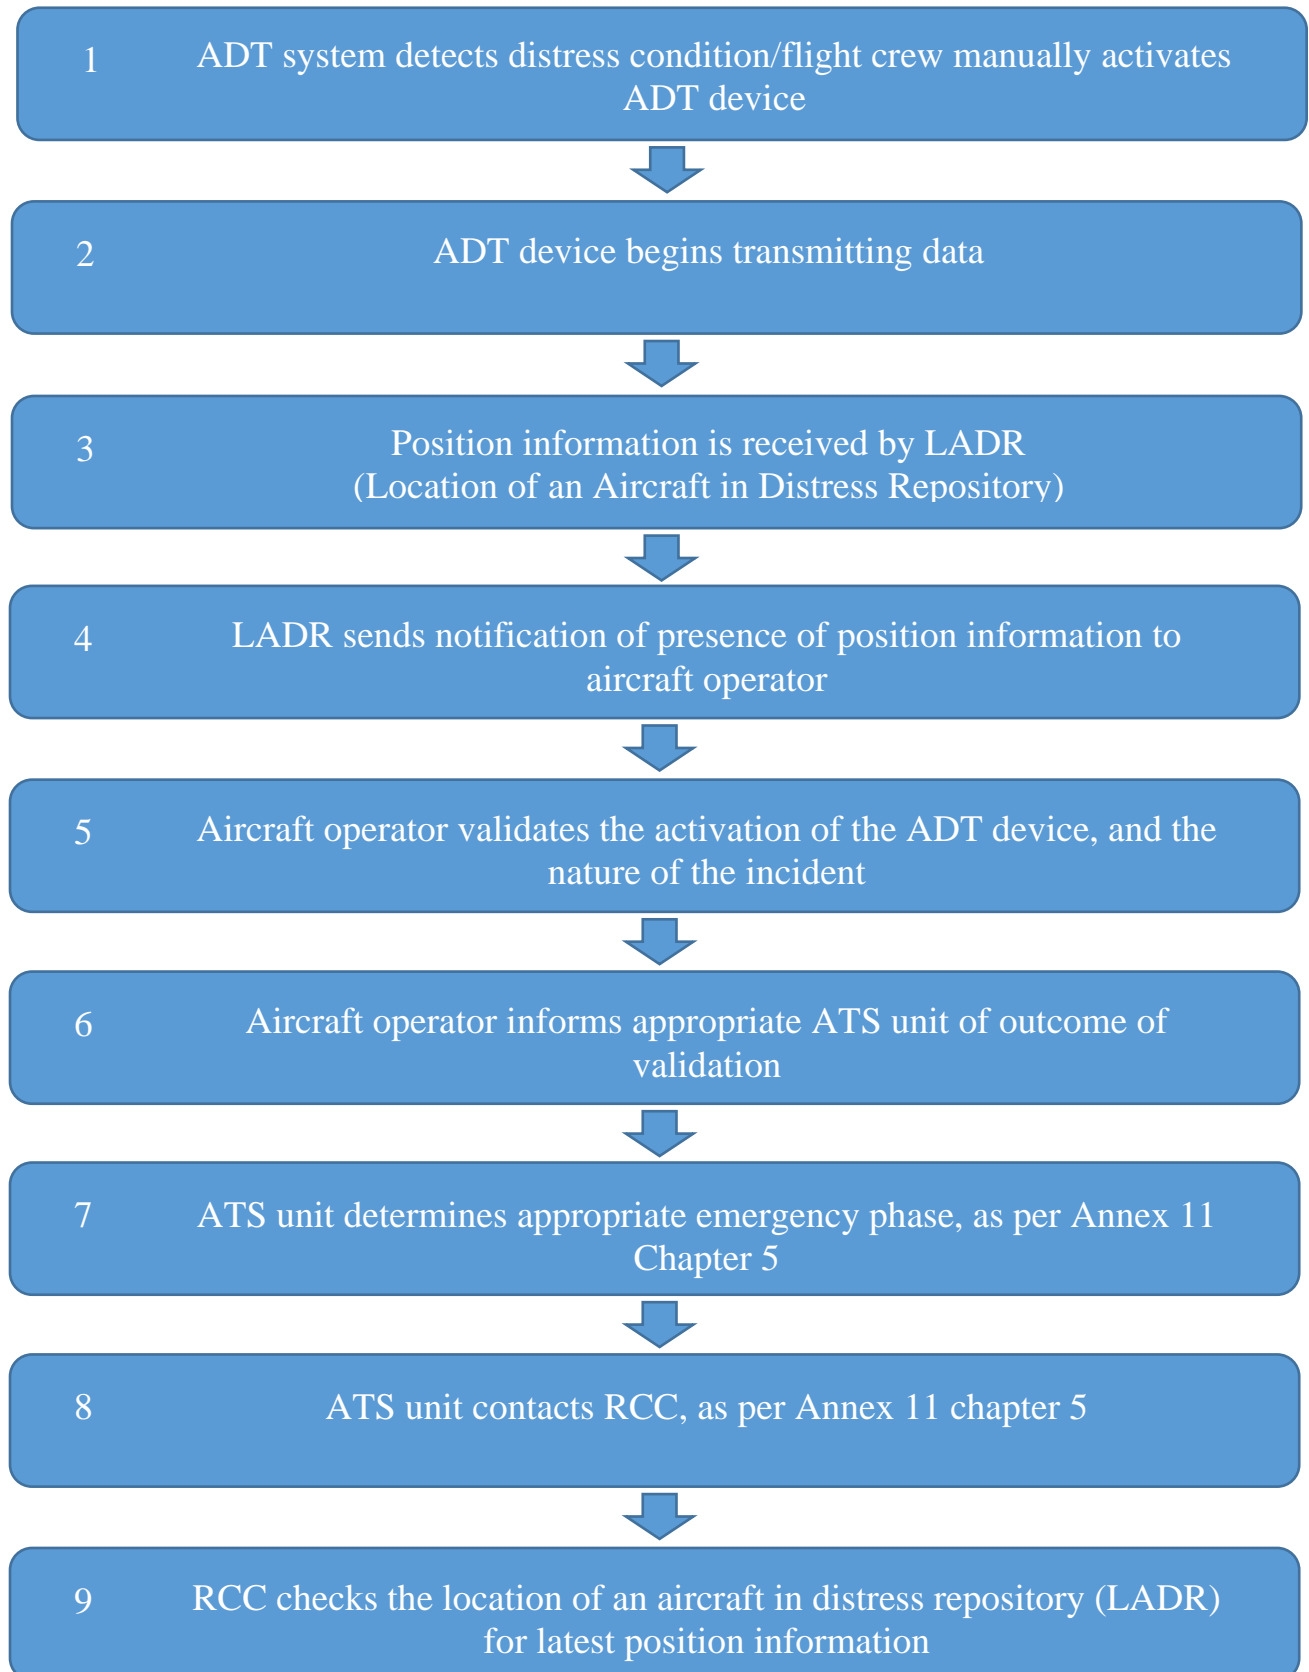 1 ADT system detects distress condition/flight crew manually activates
ADT device
2 ADT device begins transmitting data
3 Position information is received by LADR
(Location of an Aircraft in Distress Repository)
4 LADR sends notification of presence of position information to
aircraft operator
5 Aircraft operator validates the activation of the ADT device, and the
nature of the incident
6 Aircraft operator informs appropriate ATS unit of outcome of
validation
7 ATS unit determines appropriate emergency phase, as per Annex 11
Chapter 5
8 ATS unit contacts RCC, as per Annex 11 chapter 5
9 RCC checks the location of an aircraft in distress repository (LADR)
for latest position information